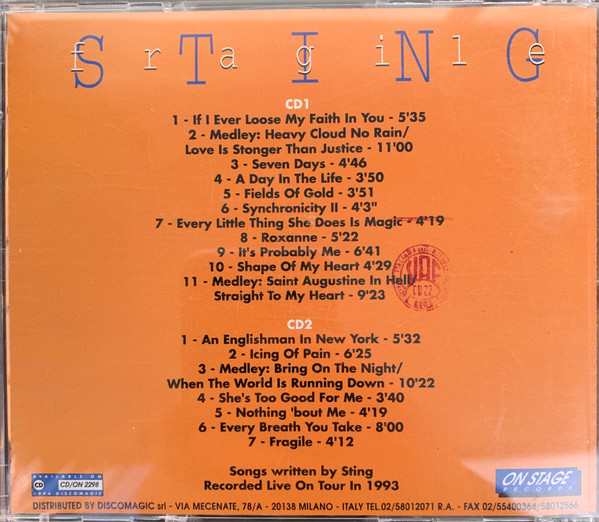 STING
fragile
CD1
1 - If I Ever Loose My Faith In You - 5'35
2 - Medley: Heavy Cloud No Rain/
Love Is Stonger Than Justice - 11'00
3 - Seven Days - 4'46
4 - A Day In The Life - 3'50
5 - Fields Of Gold - 3'51
6 - Synchronicity II - 4'3"
7 - Every Little Thing She Does Is Magic - 4'19
8 - Roxanne - 5'22
9 - It's Probably Me - 6'41
10 - Shape Of My Heart 4'29
11 - Medley: Saint Augustine In Hell/
Straight To My Heart - 9'23
CD2
1 - An Englishman In New York - 5'32
2 - Icing Of Pain - 6'25
3 - Medley: Bring On The Night/
When The World Is Running Down - 10'22
4 - She's Too Good For Me - 3'40
5 - Nothing 'bout Me - 4'19
6 - Every Breath You Take - 8'00
7 - Fragile - 4'12
Songs written by Sting
Recorded Live On Tour In 1993
AVAILABLE ON
CD CD/ON 2298
1994 DISCOMAGIC
ON STAGE
RECORDS
DISTRIBUTED BY DISCOMAGIC srl - VIA MECENATE, 78/A - 20138 MILANO - ITALY TEL.02/58012071 R.A. - FAX 02/55400364/58012566